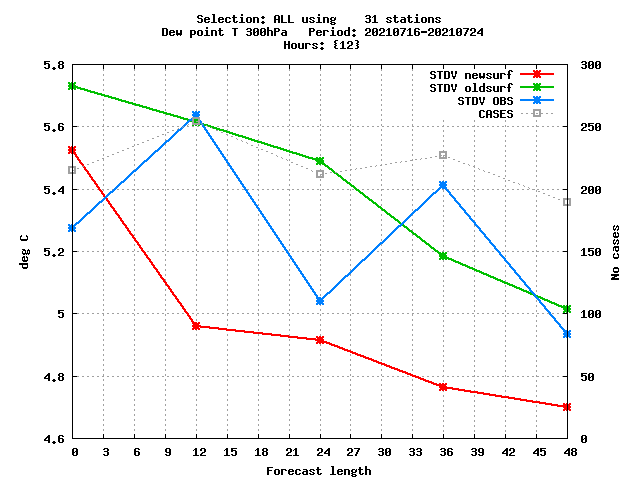 Selection: ALL using    31 stations
Dew point T 300hPa   Period: 20210716-20210724
Hours: {12}
STDV newsurf
STDV oldsurf
STDV OBS
CASES
5.8
5.6
5.4
5.2
5
4.8
4.6
deg C
300
250
200
150
100
50
0
No cases
0 3 6 9 12 15 18 21 24 27 30 33 36 39 42 45 48
Forecast length